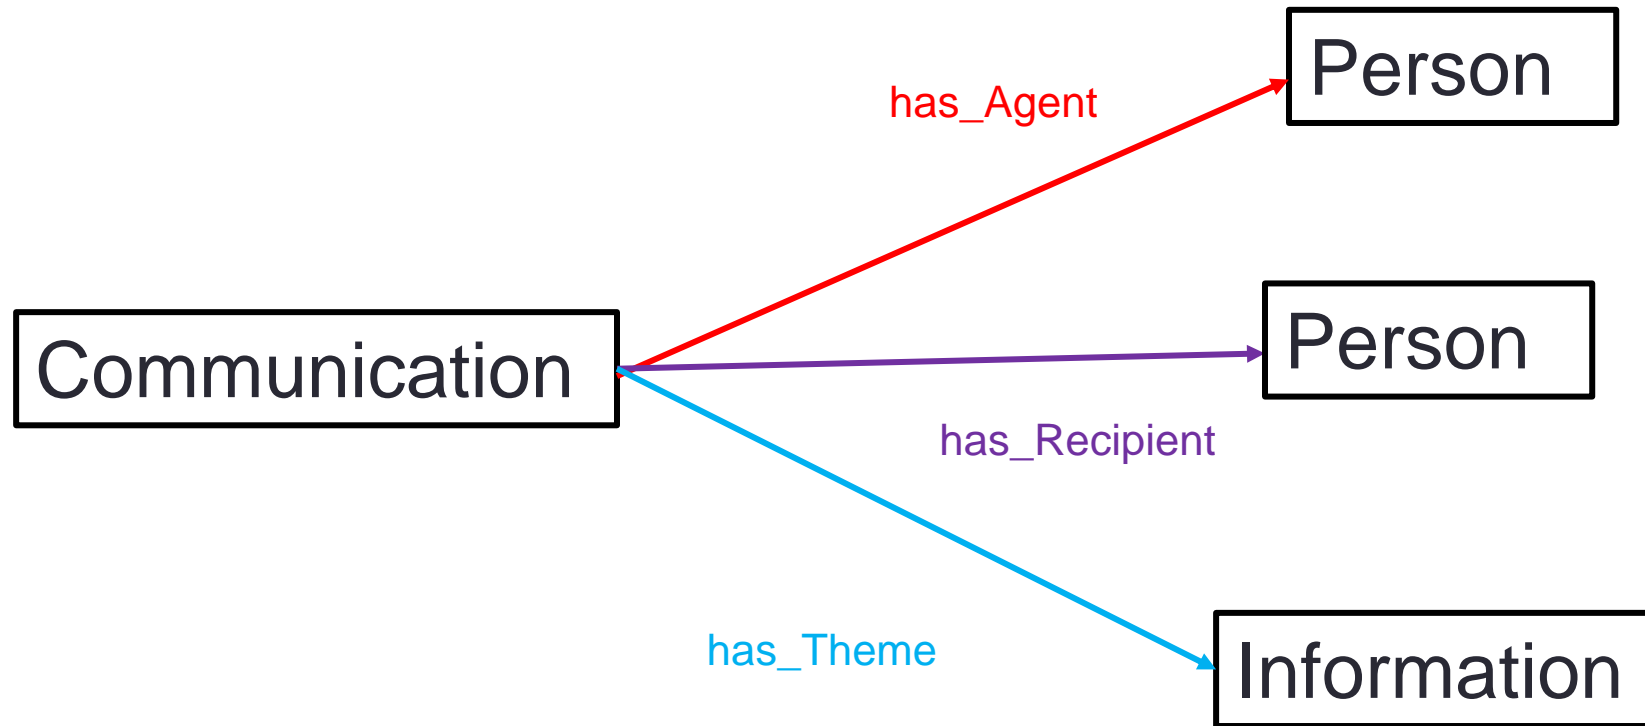 Person
has_Agent
Person
Communication
has_Recipient
has_Theme
Information